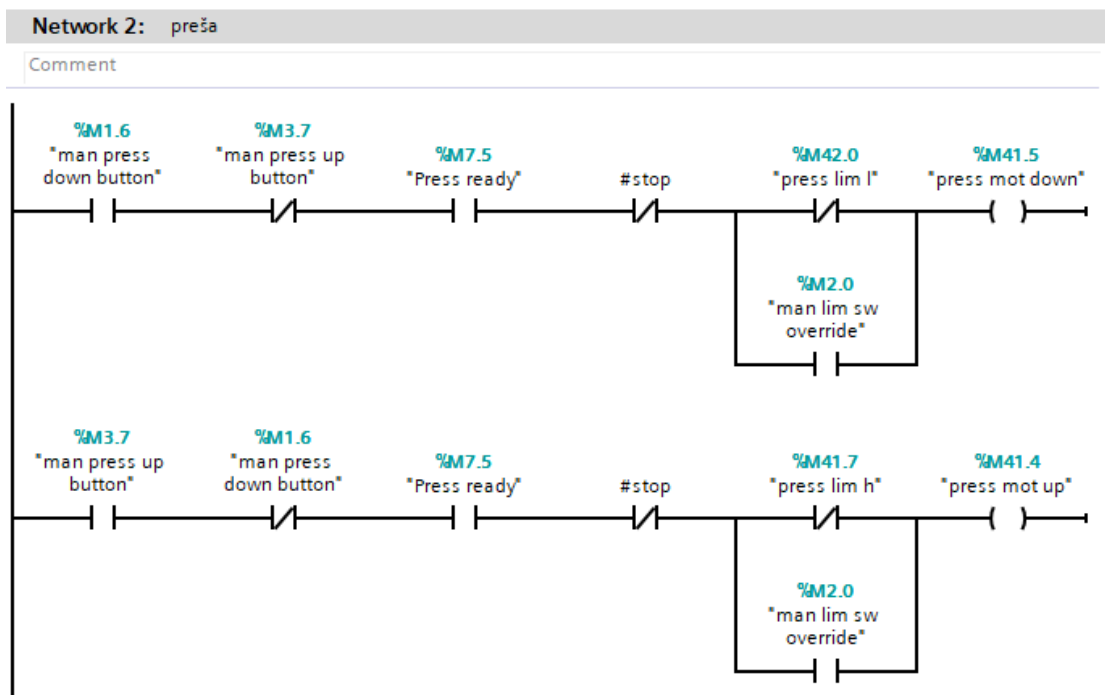 Network 2: preša
Comment
%M1.6
"man press
down button"
%M3.7
"man press up
button"
%M7.5
"Press ready"
#stop
%M42.0
"press lim l"
%M41.5
"press mot down"
%M2.0
"man lim sw
override"
%M3.7
"man press up
button"
%M1.6
"man press
down button"
%M7.5
"Press ready"
#stop
%M41.7
"press lim h"
%M41.4
"press mot up"
%M2.0
"man lim sw
override"